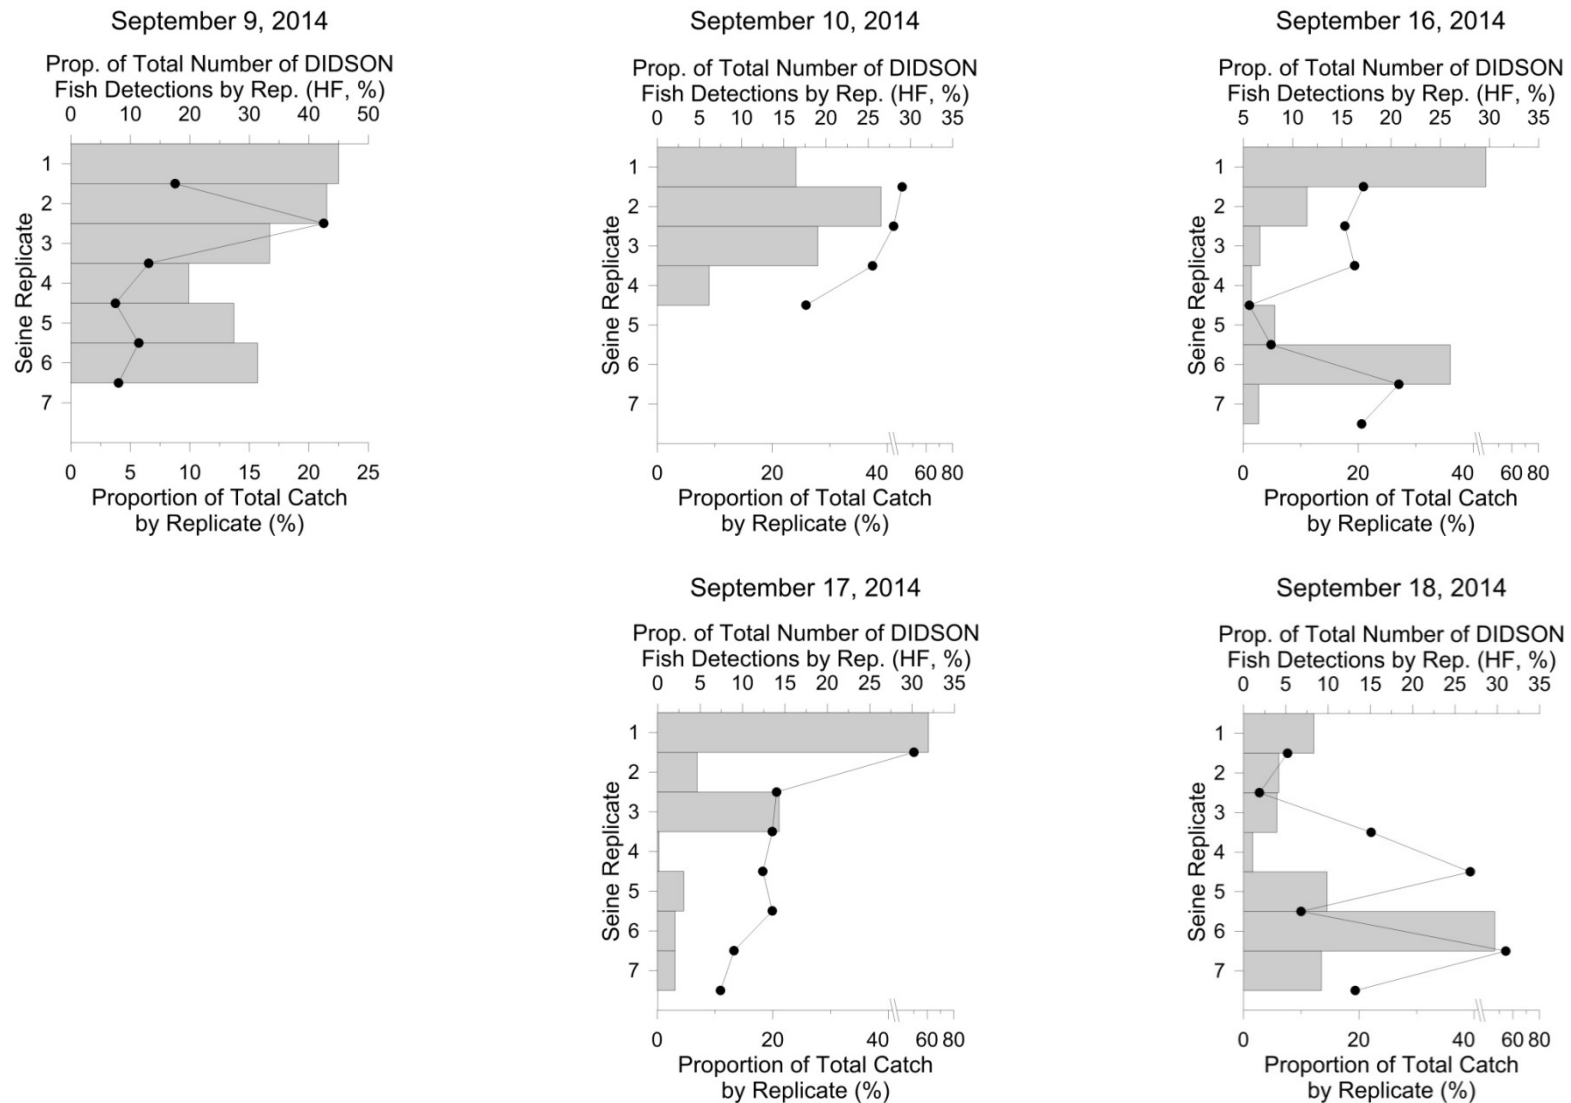 September 9, 2014
Prop. of Total Number of DIDSON
Fish Detections by Rep. (HF, %)
0 10 20 30 40 50
Seine Replicate
1
2
3
4
5
6
7
0 5 10 15 20 25
Proportion of Total Catch
by Replicate (%)
September 10, 2014
Prop. of Total Number of DIDSON
Fish Detections by Rep. (HF, %)
0 5 10 15 20 25 30 35
Seine Replicate
1
2
3
4
5
6
7
20 40 60 80
Proportion of Total Catch
by Replicate (%)
September 16, 2014
Prop. of Total Number of DIDSON
Fish Detections by Rep. (HF, %)
5 10 15 20 25 30 35
Seine Replicate
1
2
3
4
5
6
7
0 20 40 60 80
Proportion of Total Catch
by Replicate (%)
September 17, 2014
Prop. of Total Number of DIDSON
Fish Detections by Rep. (HF, %)
0 5 10 15 20 25 30 35
Seine Replicate
1
2
3
4
5
6
7
0 20 40 60 80
Proportion of Total Catch
by Replicate (%)
September 18, 2014
Prop. of Total Number of DIDSON
Fish Detections by Rep. (HF, %)
0 5 10 15 20 25 30 35
Seine Replicate
1
2
3
4
5
6
7
0 20 40 60 80
Proportion of Total Catch
by Replicate (%)